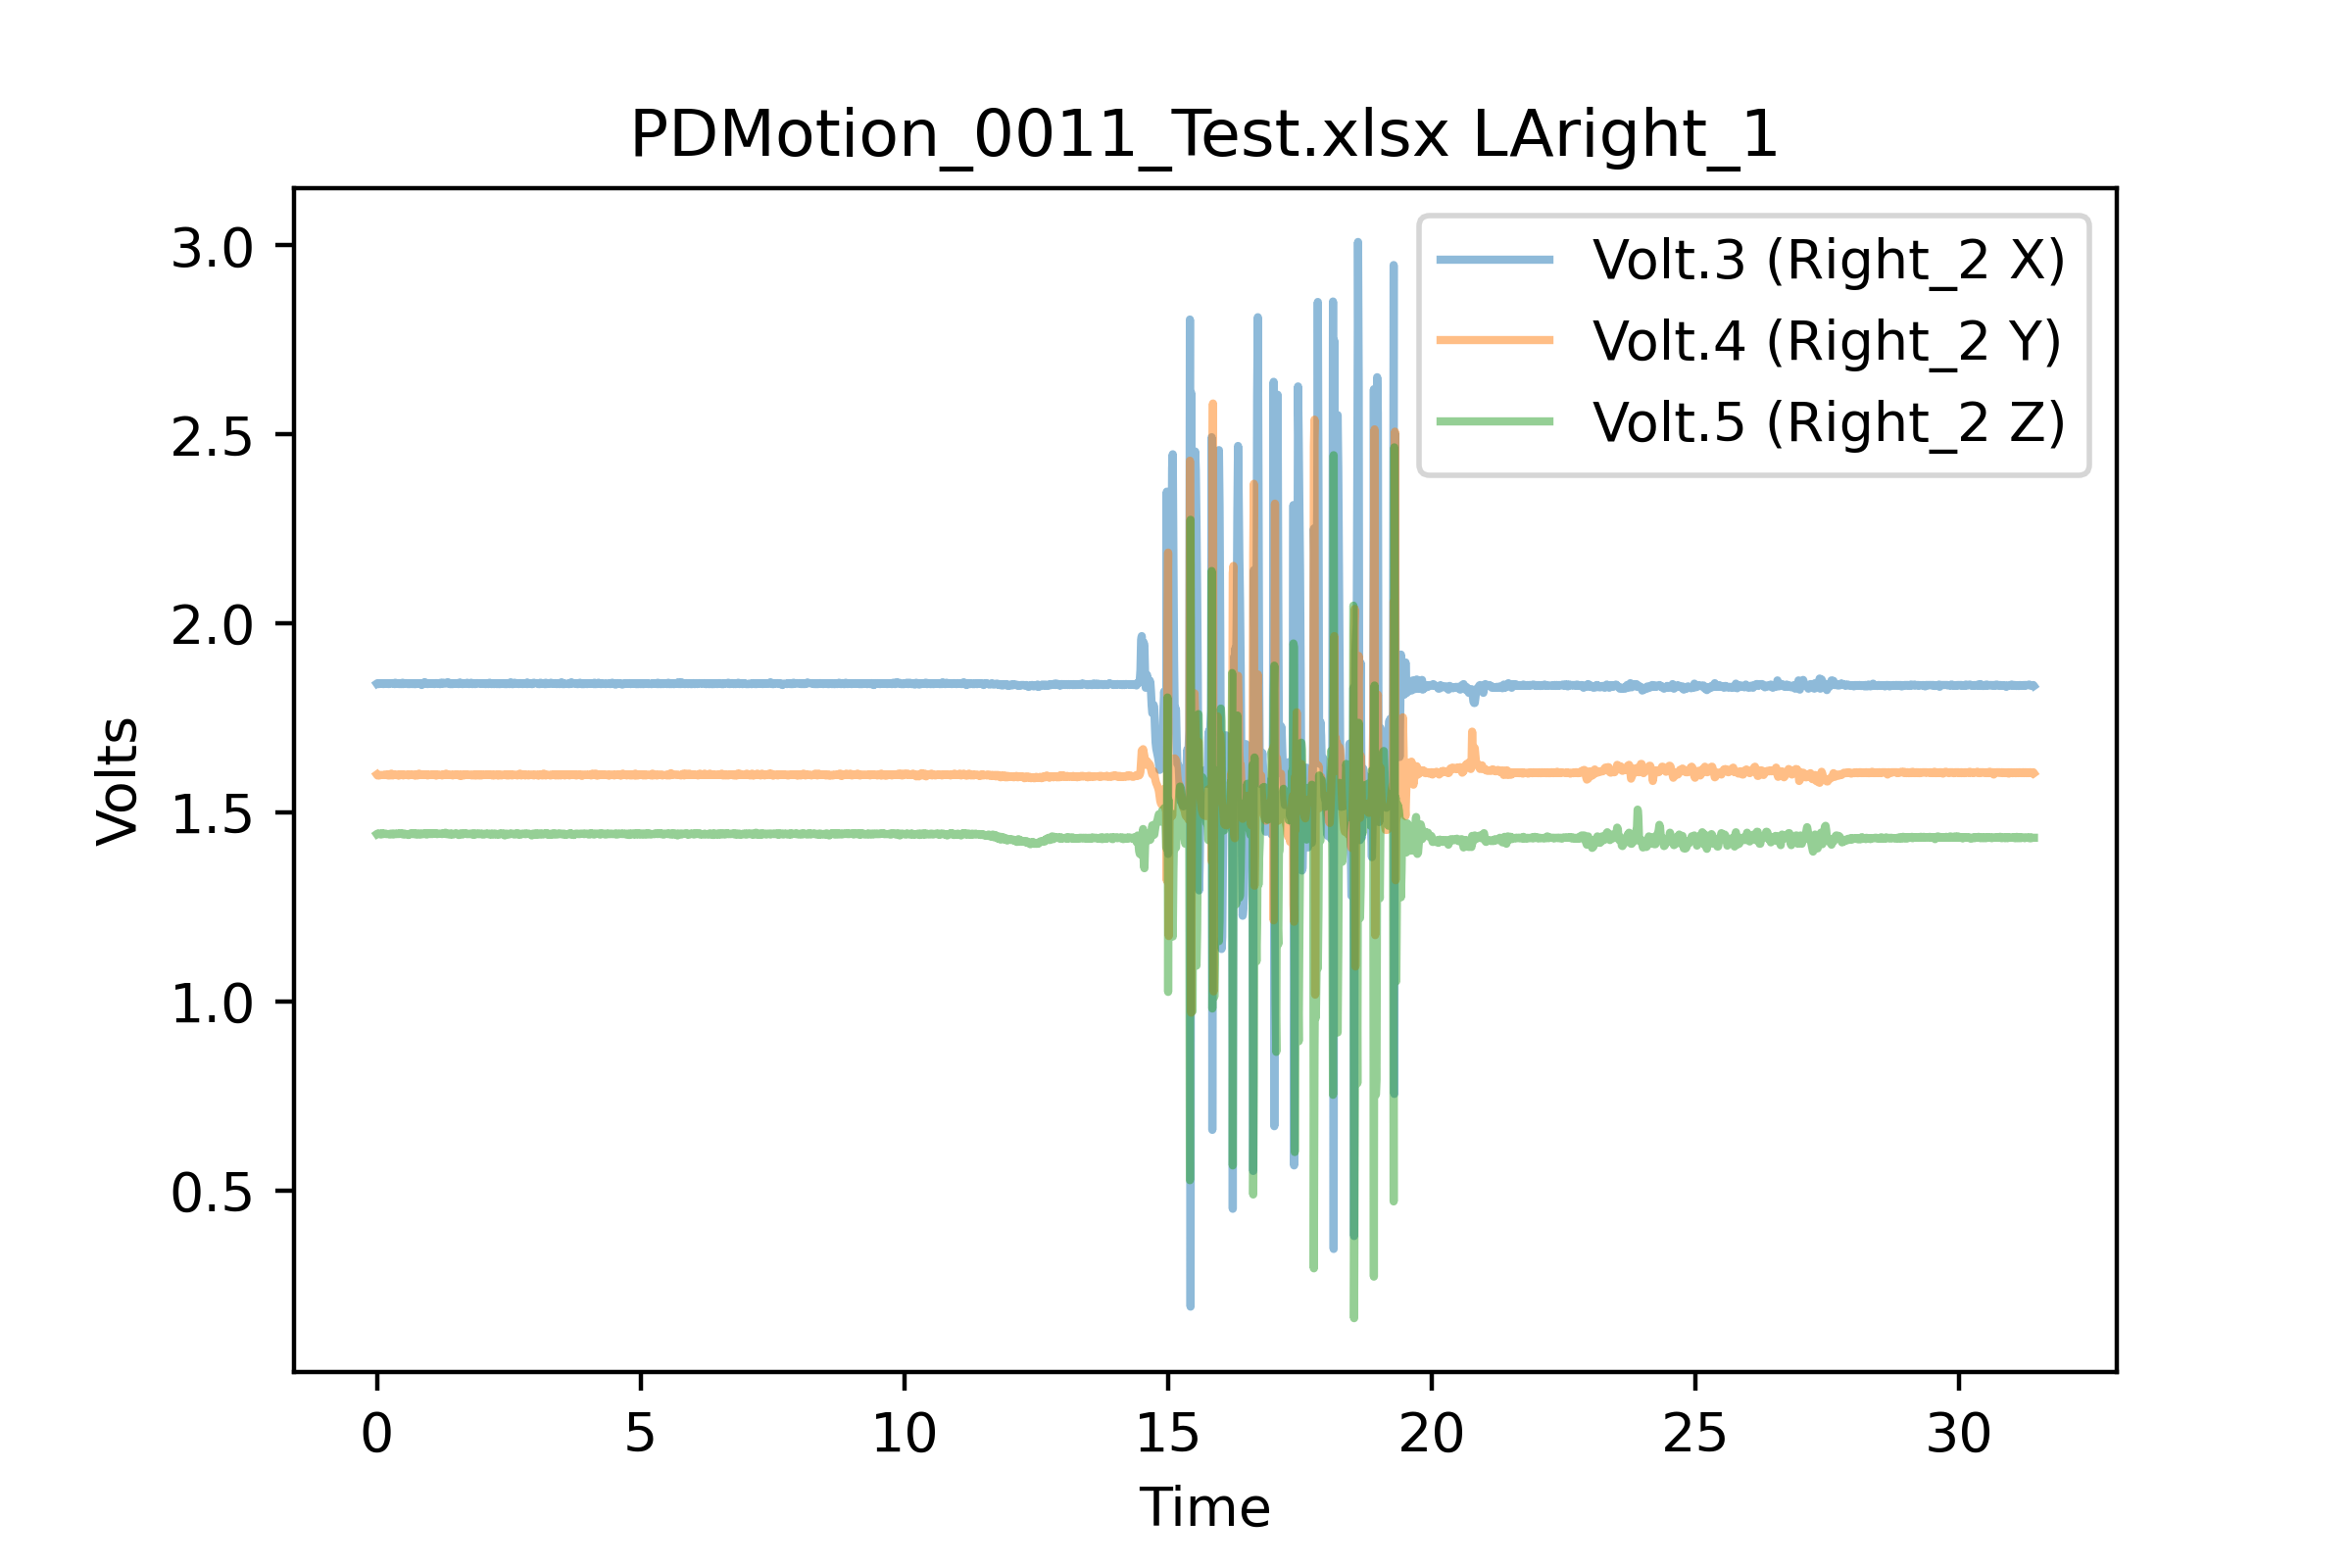 PDMotion_0011_Test.xlsx LAright_1
Volt.3 (Right_2 X)
Volt.4 (Right_2 Y)
Volt.5 (Right_2 Z)
Volts
3.0
2.5
2.0
1.5
1.0
0.5
0 5 10 15 20 25 30
Time